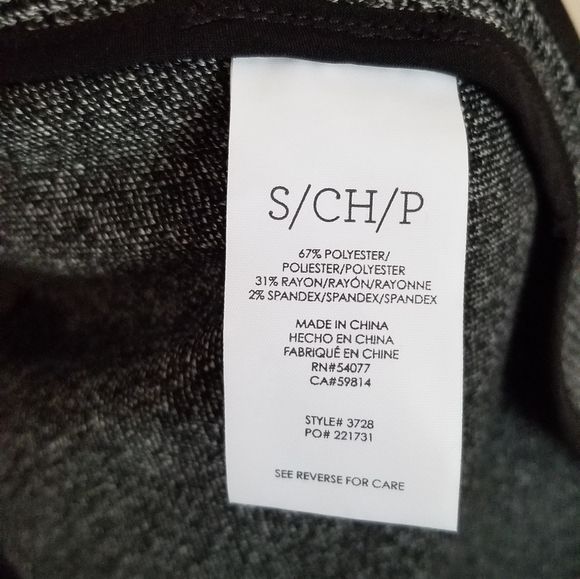 S/CH/P
67% POLYESTER/
POLIESTER/POLYESTER
31% RAYON/RAYÓN/RAYONNE
2% SPANDEX/SPANDEX/SPANDEX
MADE IN CHINA
HECHO EN CHINA
FABRIQUÉ EN CHINE
RN#54077
CA#59814
STYLE# 3728
PO# 221731
SEE REVERSE FOR CARE